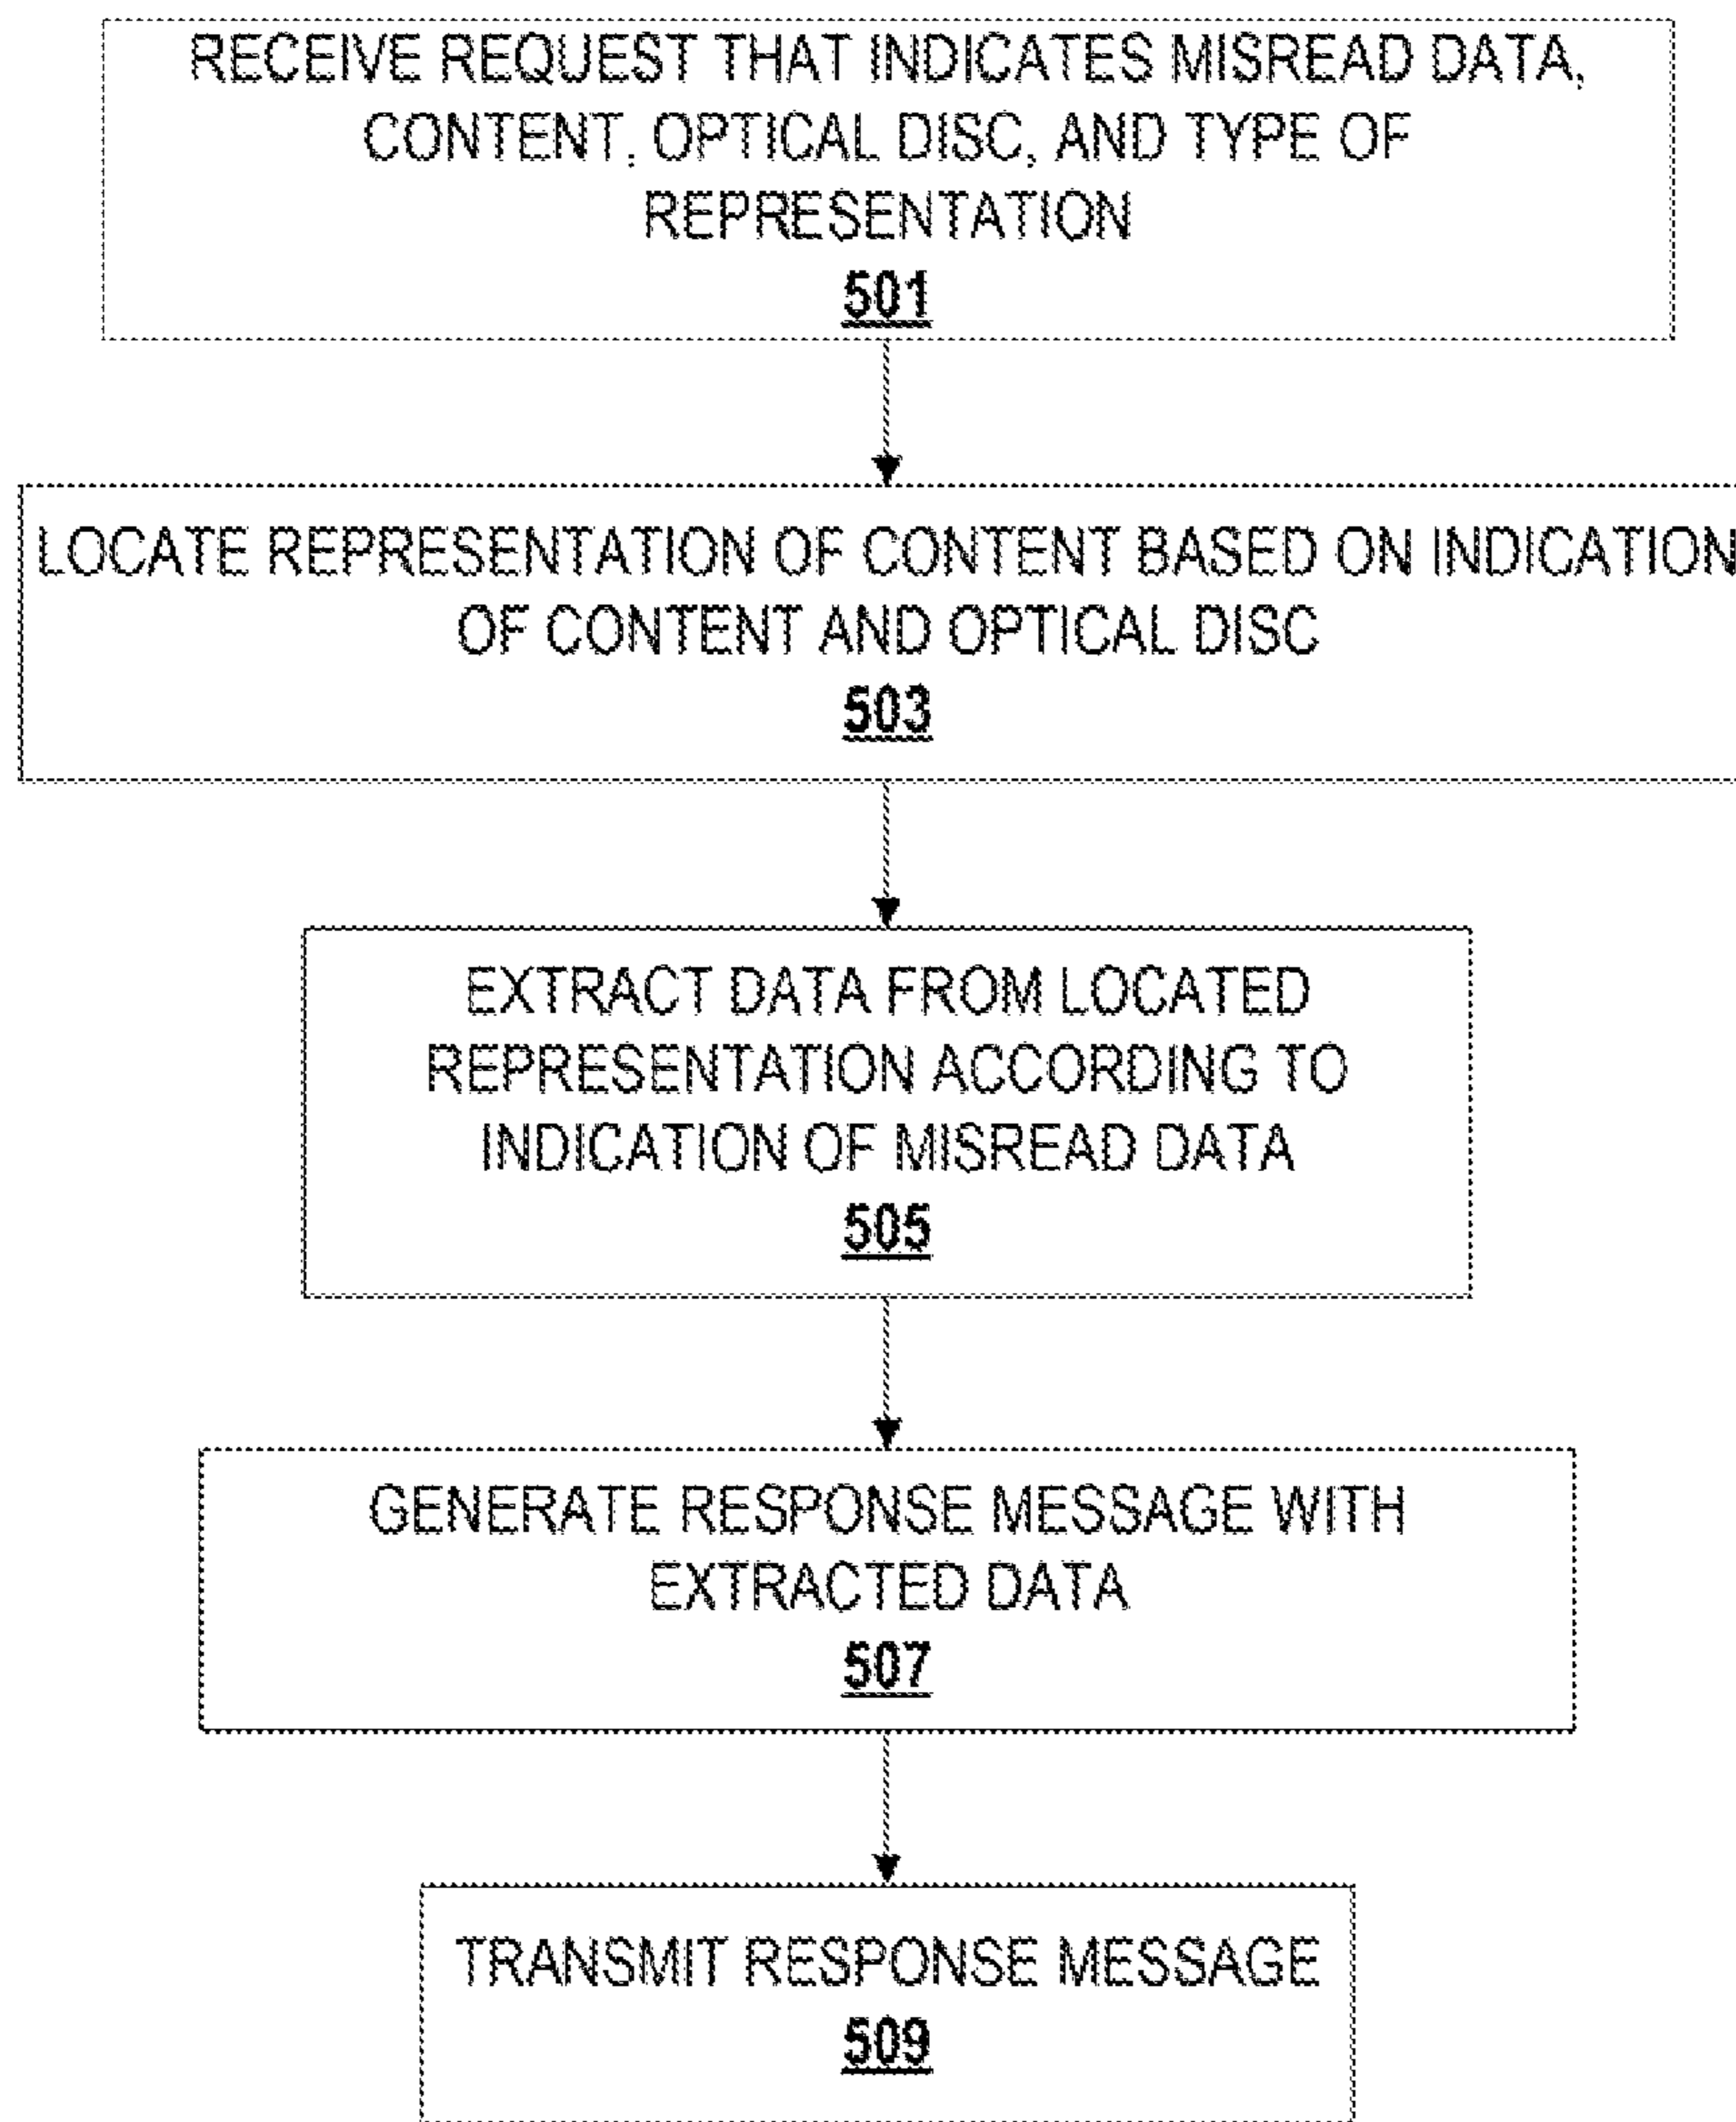 RECEIVE REQUEST THAT INDICATES MISREAD DATA,
CONTENT, OPTICAL DISC, AND TYPE OF
REPRESENTATION
501
LOCATE REPRESENTATION OF CONTENT BASED ON INDICATION
OF CONTENT AND OPTICAL DISC
503
EXTRACT DATA FROM LOCATED
REPRESENTATION ACCORDING TO
INDICATION OF MISREAD DATA
505
GENERATE RESPONSE MESSAGE WITH
EXTRACTED DATA
507
TRANSMIT RESPONSE MESSAGE
509